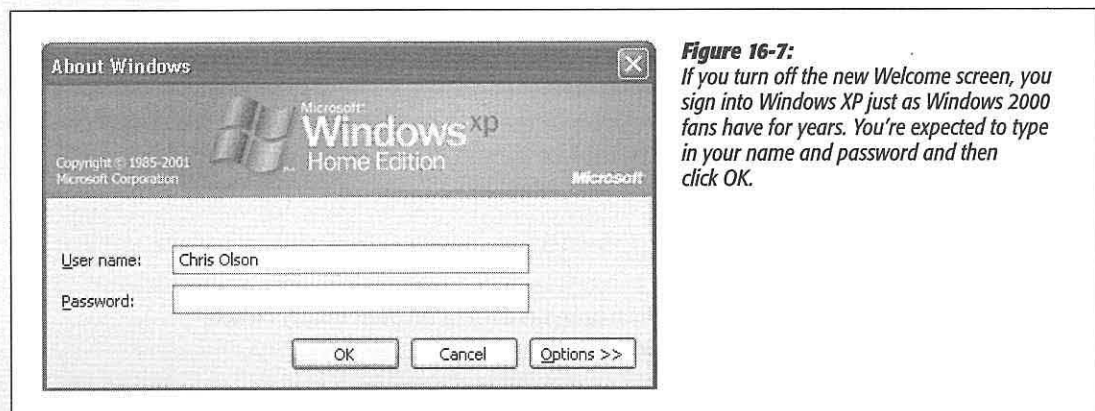 About Windows
Microsoft®
Windows xp
Home Edition
Copyright © 1985-2001
Microsoft Corporation
Microsoft
User name: Chris Olson
Password:
OK Cancel Options >>
Figure 16-7:
If you turn off the new Welcome screen, you
sign into Windows XP just as Windows 2000
fans have for years. You're expected to type
in your name and password and then
click OK.